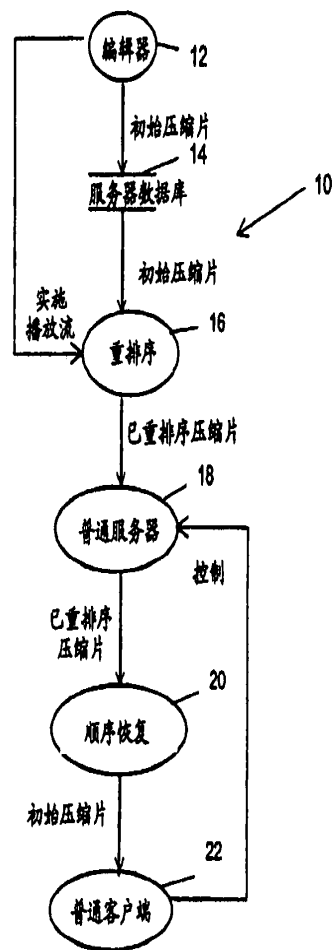 编辑器
12
初始压缩片
14
服务器数据库
10
初始压缩片
实施
播放流
16
重排序
已重排序压缩片
18
普通服务器
控制
已重排序
压缩片
20
顺序恢复
初始压缩片
22
普通客户端